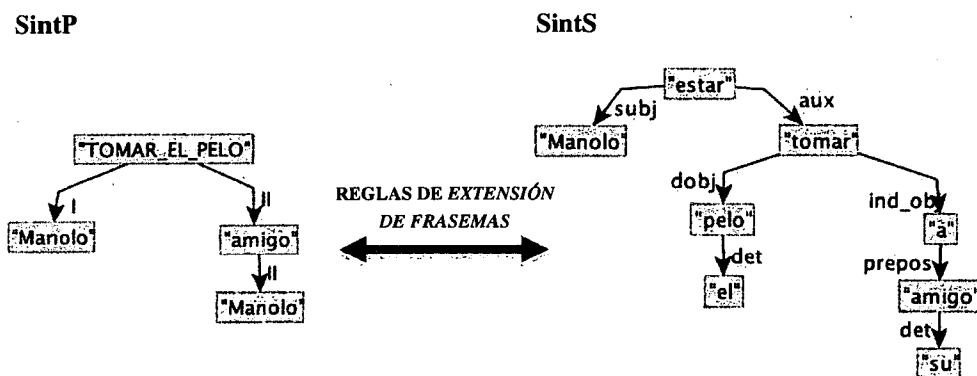 SintP
SintS
"estar"
subj
aux
"Manolo"
"tomar"
"TOMAR_EL_PELO"
dobj
ind_obj
I
II
REGLAS DE EXTENSIÓN
DE FRASEMAS
"Manolo"
"amigo"
"pelo"
"a"
II
det
prepos
"Manolo"
"el"
"amigo"
det
"su"